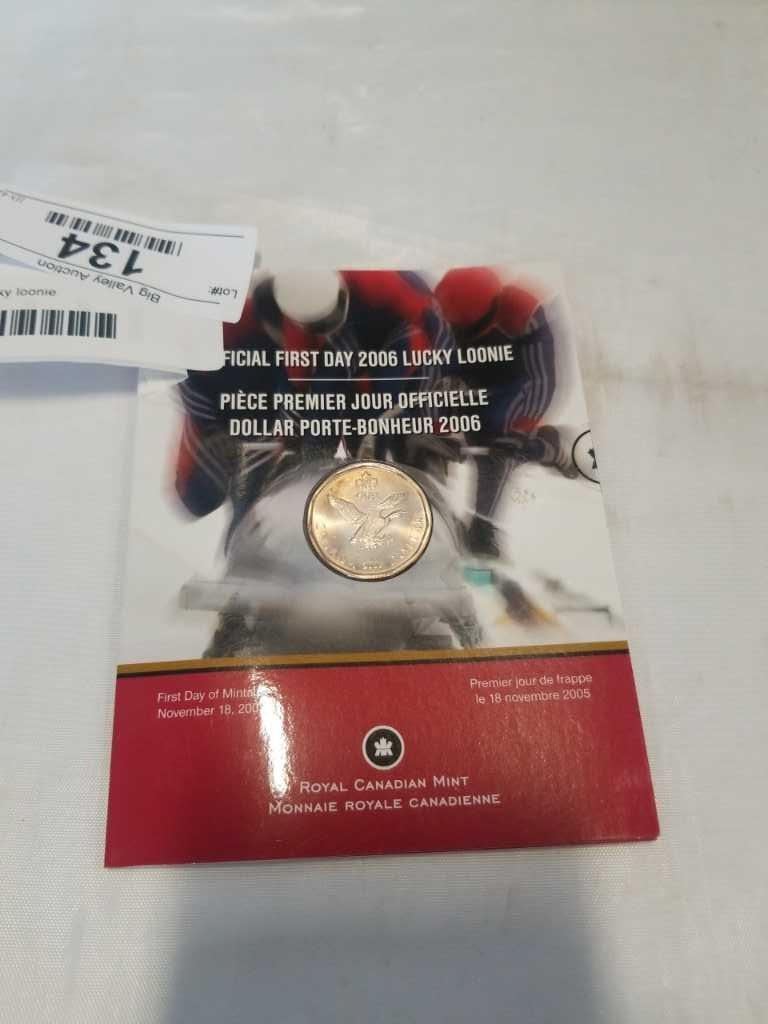 Lot#:
134
Big Valley Auction
ky loonie
FICIAL FIRST DAY 2006 LUCKY LOONIE
PIÈCE PREMIER JOUR OFFICIELLE
DOLLAR PORTE-BONHEUR 2006
First Day of Minta
November 18, 200
Premier jour de frappe
le 18 novembre 2005
ROYAL CANADIAN MINT
MONNAIE ROYALE CANADIENNE